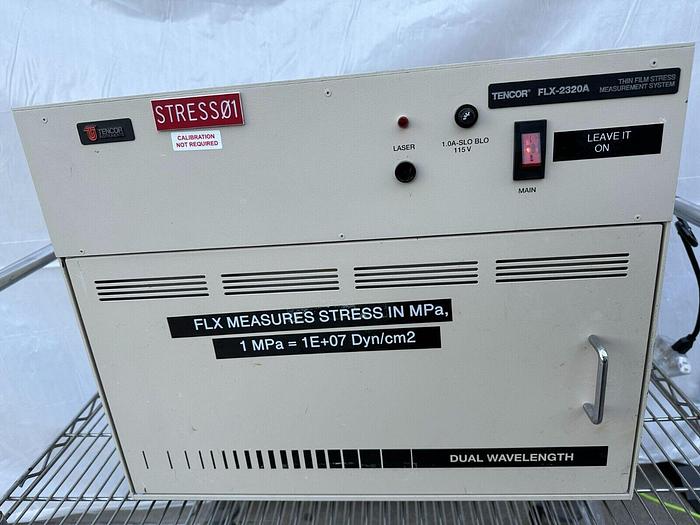 TENCOR® FLX-2320A
THIN FILM STRESS
MEASUREMENT SYSTEM
STRESS01
TENCOR
CALIBRATION
NOT REQUIRED
LASER
1.0A-SLO BLO
115 V
MAIN
LEAVE IT
ON
FLX MEASURES STRESS IN MPa,
1 MPa = 1E+07 Dyn/cm2
DUAL WAVELENGTH